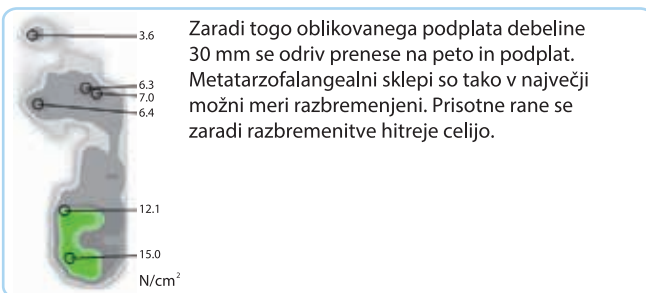 3.6
6.3
7.0
6.4
12.1
15.0
N/cm²
Zaradi togo oblikovanega podplata debeline
30 mm se odriv prenese na peto in podplat.
Metatarzofalangealni sklepi so tako v največji
možni meri razbremenjeni. Prisotne rane se
zaradi razbremenitve hitreje celijo.